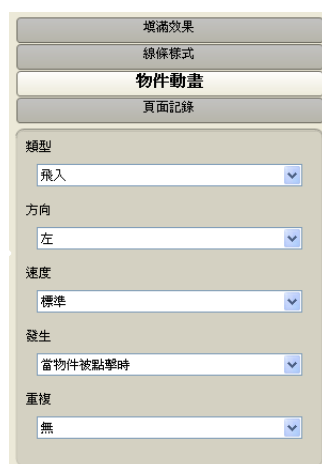 填滿效果
線條樣式
物件動畫
頁面記錄
類型
飛入
方向
左
速度
標準
發生
當物件被點擊時
重複
無